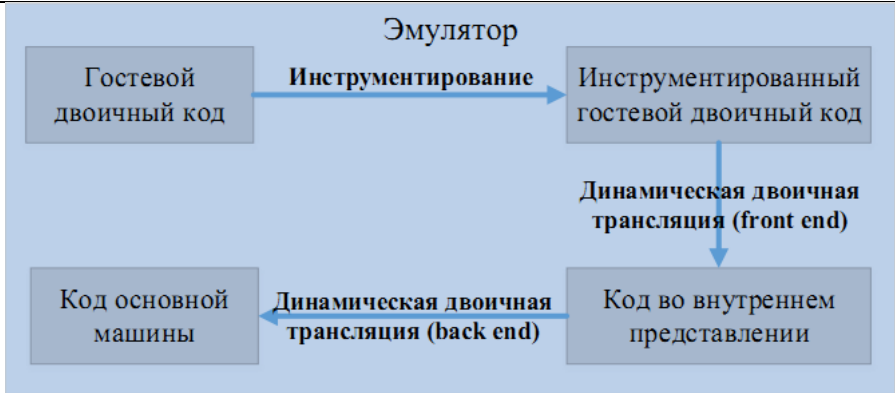 Эмулятор
Гостевой
двоичный код
Инструментирование
Инструментированный
гостевой двоичный код
Динамическая двоичная
трансляция (front end)
Код во внутреннем
представлении
Динамическая двоичная
трансляция (back end)
Код основной
машины